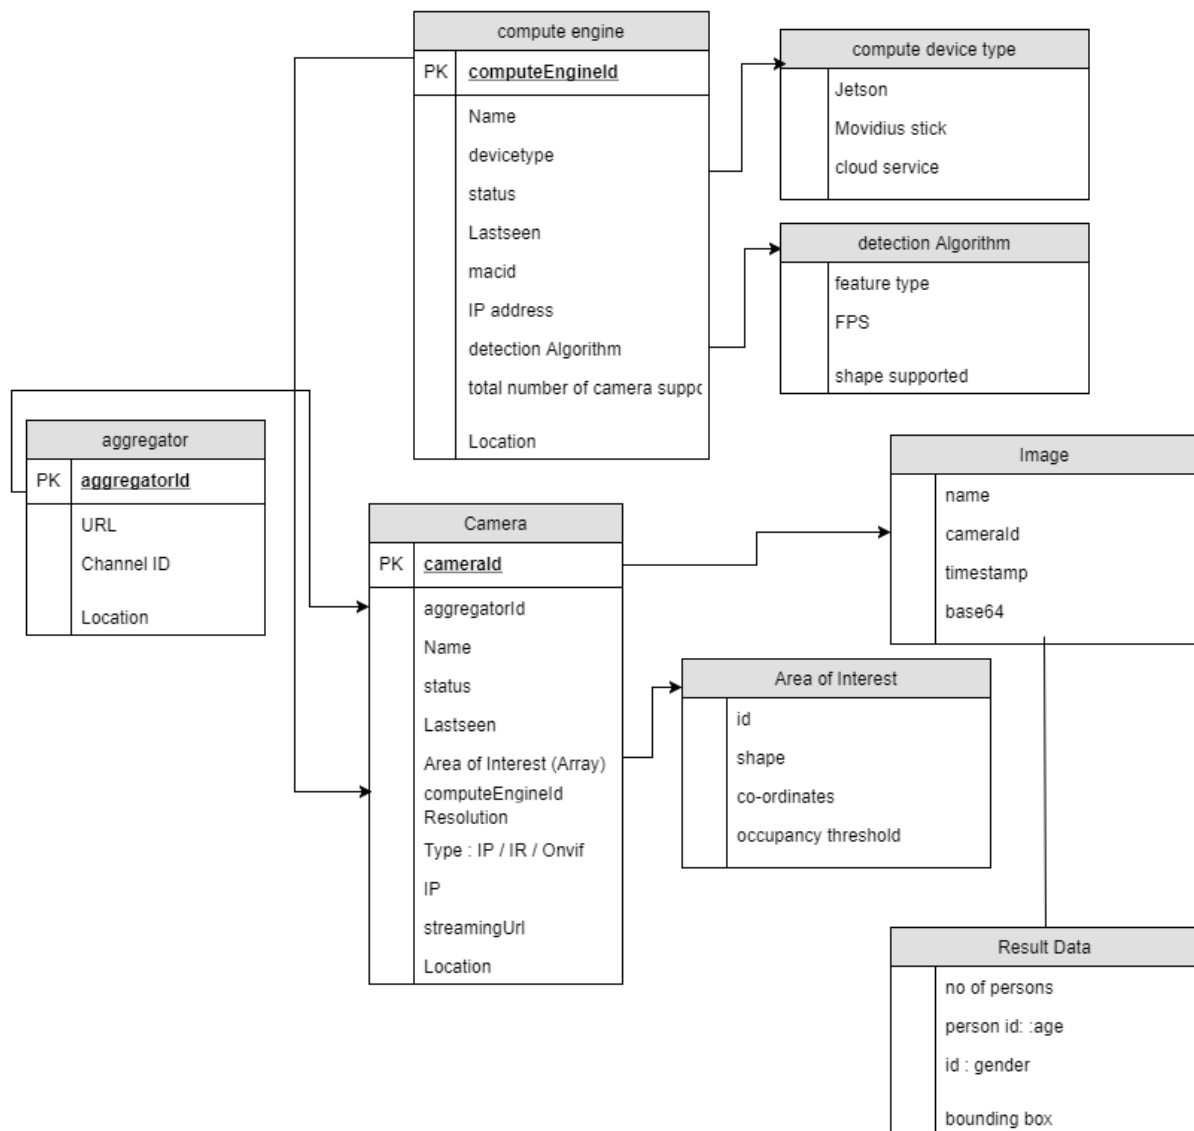 compute engine
PK computeEngineId
Name
devicetype
status
Lastseen
macid
IP address
detection Algorithm
total number of camera suppc
Location
compute device type
Jetson
Movidius stick
cloud service
detection Algorithm
feature type
FPS
shape supported
aggregator
PK aggregatorId
URL
Channel ID
Location
Camera
PK cameraId
aggregatorId
Name
status
Lastseen
Area of Interest (Array)
computeEngineId
Resolution
Type : IP / IR / Onvif
IP
streamingUrl
Location
Image
name
cameraId
timestamp
base64
Area of Interest
id
shape
co-ordinates
occupancy threshold
Result Data
no of persons
person id: :age
id : gender
bounding box